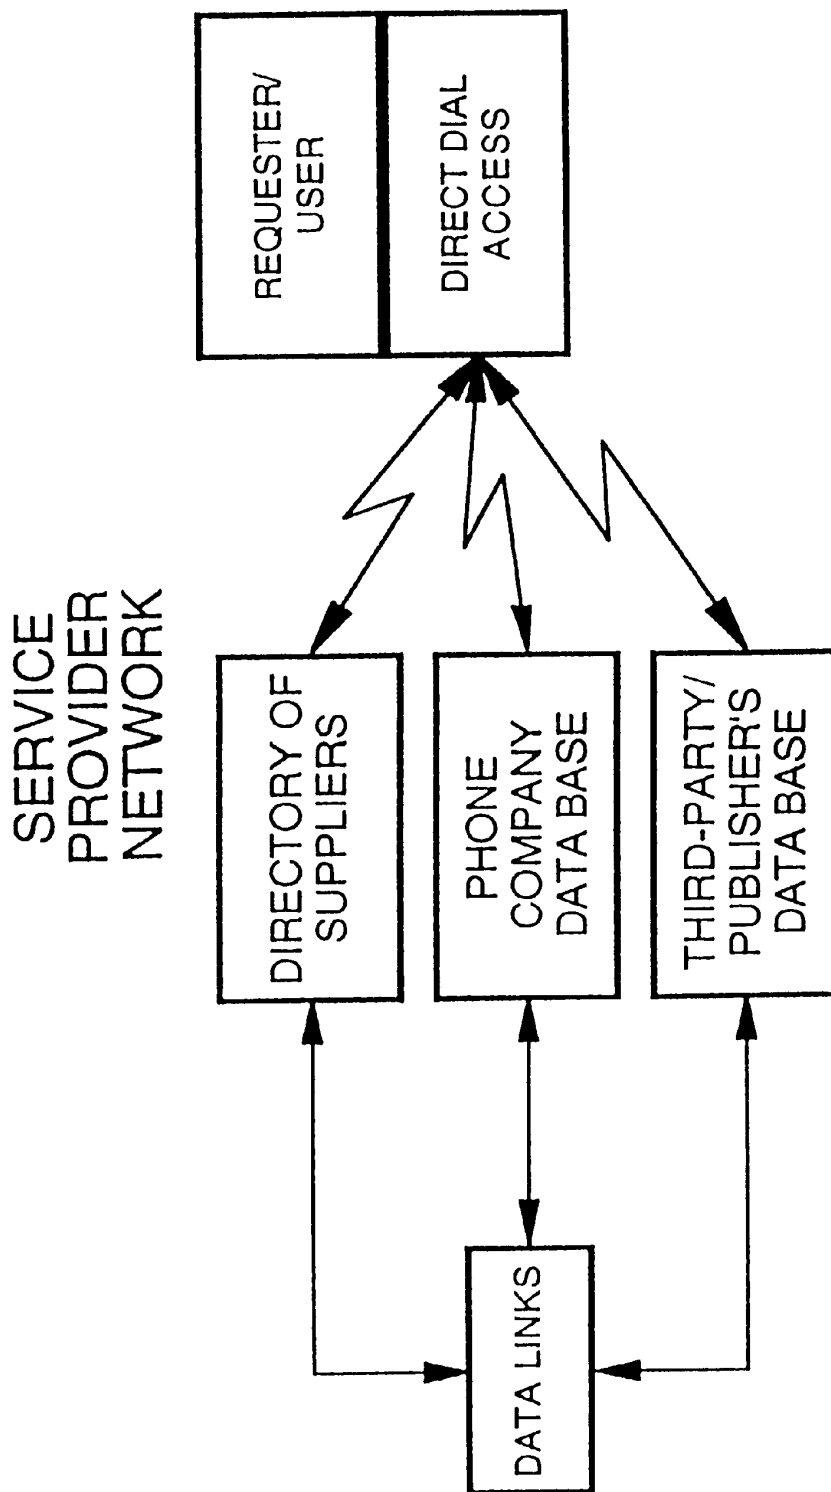 SERVICE
PROVIDER
NETWORK
DATA LINKS
DIRECTORY OF
SUPPLIERS
PHONE
COMPANY
DATA BASE
THIRD-PARTY/
PUBLISHER'S
DATA BASE
REQUESTER/
USER
DIRECT DIAL
ACCESS